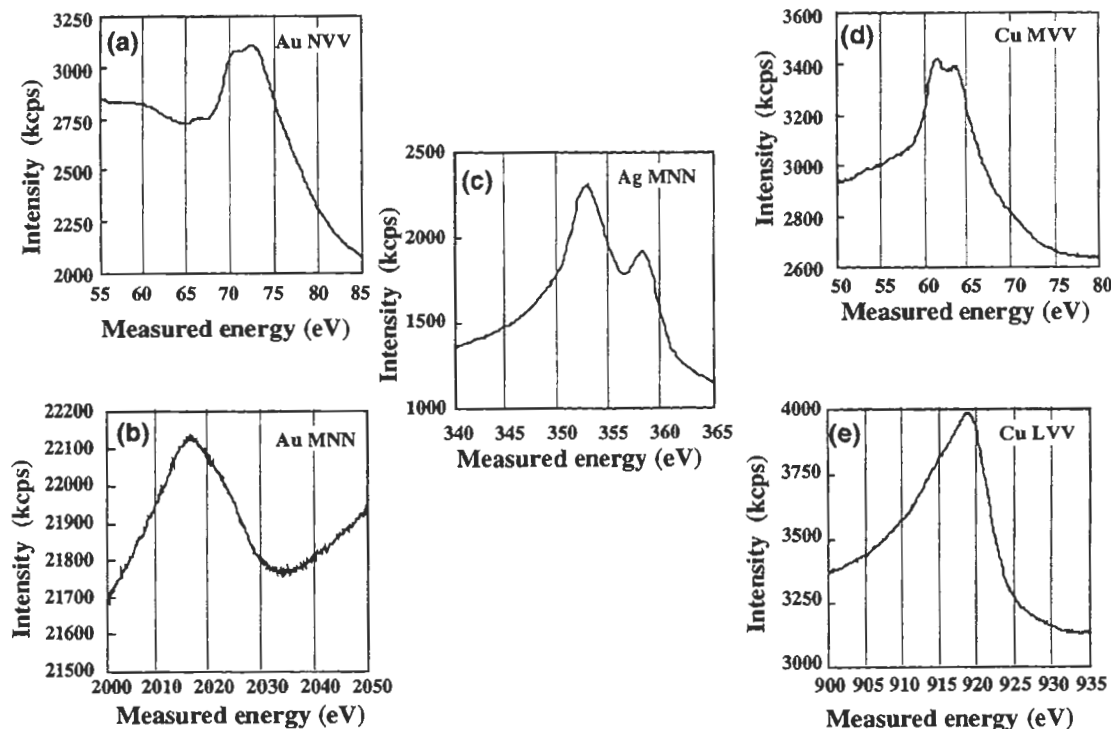 (a) Au NVV
3250
3000
2750
2500
2250
2000
Intensity (kcps)
55 60 65 70 75 80 85
Measured energy (eV)
(b) Au MNN
22200
22100
22000
21900
21800
21700
21600
21500
Intensity (kcps)
2000 2010 2020 2030 2040 2050
Measured energy (eV)
(c) Ag MNN
2500
2000
1500
1000
Intensity (kcps)
340 345 350 355 360 365
Measured energy (eV)
(d) Cu MVV
3600
3400
3200
3000
2800
2600
Intensity (kcps)
50 55 60 65 70 75 80
Measured energy (eV)
(e) Cu LVV
4000
3750
3500
3250
3000
Intensity (kcps)
900 905 910 915 920 925 930 935
Measured energy (eV)